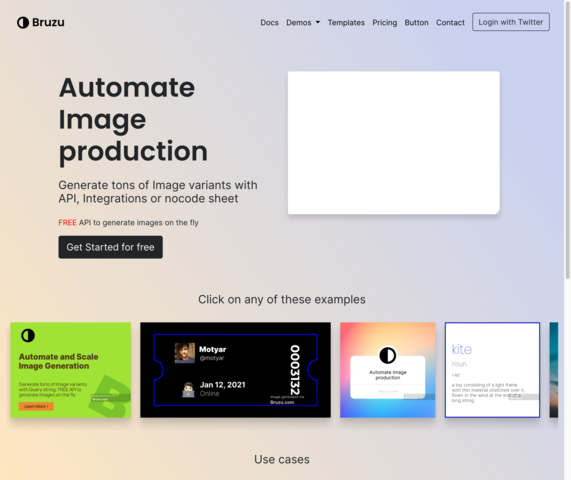 Bruzu
Docs Demos Templates Pricing Button Contact Login with Twitter
Automate
Image
production
Generate tons of Image variants with
API, Integrations or nocode sheet
FREE API to generate images on the fly
Get Started for free
Click on any of these examples
Automate and Scale
Image Generation
Generate tons of Image variants
with Query string, FREE API to
generate images on the fly
Learn More >
B
Motyar
@motyar
Jan 12, 2021
Online
0003132
Image generated via
Bruzu.com
Automate Image
production
Bruzu.com
kite
noun
a toy consisting of a light frame
with thin material stretched over it,
flown in the wind at the end of a
long string.
Use cases